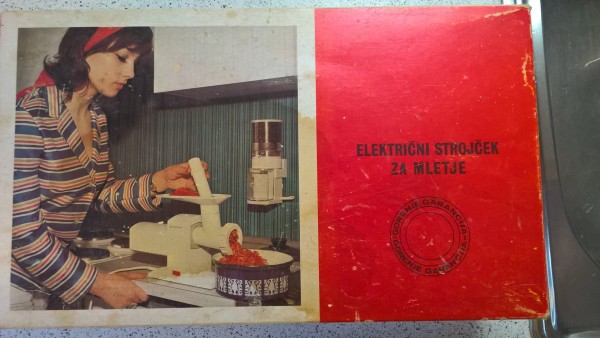 ELEKTRIČNI STROJČEK
ZA MLETJE
GORENJE GARANCIJA
GORENJE GARANCIJA